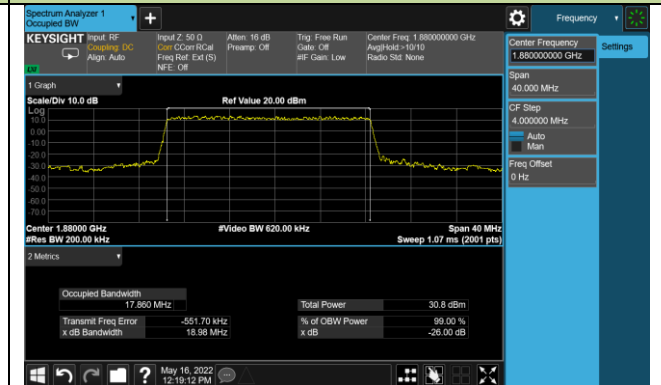 Spectrum Analyzer 1
Occupied BW
+
Frequency
KEYSIGHT
Input: RF
Coupling: DC
Align: Auto
Input Z: 50 Ω
Corr CCorr RCal
Freq Ref: Ext (S)
NFE: Off
Atten: 16 dB
Preamp: Off
Trig: Free Run
Gate: Off
#IF Gain: Low
Center Freq: 1.880000000 GHz
Avg|Hold:>10/10
Radio Std: None
LXI
Center Frequency
1.880000000 GHz
Settings
Span
40.000 MHz
CF Step
4.000000 MHz
Auto
Man
Freq Offset
0 Hz
1 Graph
Scale/Div 10.0 dB
Ref Value 20.00 dBm
Log
10.0
0.00
-10.0
-20.0
-30.0
-40.0
-50.0
-60.0
-70.0
Center 1.88000 GHz
#Video BW 620.00 kHz
Span 40 MHz
#Res BW 200.00 kHz
Sweep 1.07 ms (2001 pts)
2 Metrics
Occupied Bandwidth
17.860 MHz
Total Power
30.8 dBm
Transmit Freq Error
-551.70 kHz
% of OBW Power
99.00 %
x dB Bandwidth
18.98 MHz
x dB
-26.00 dB
?
May 16, 2022
12:19:12 PM